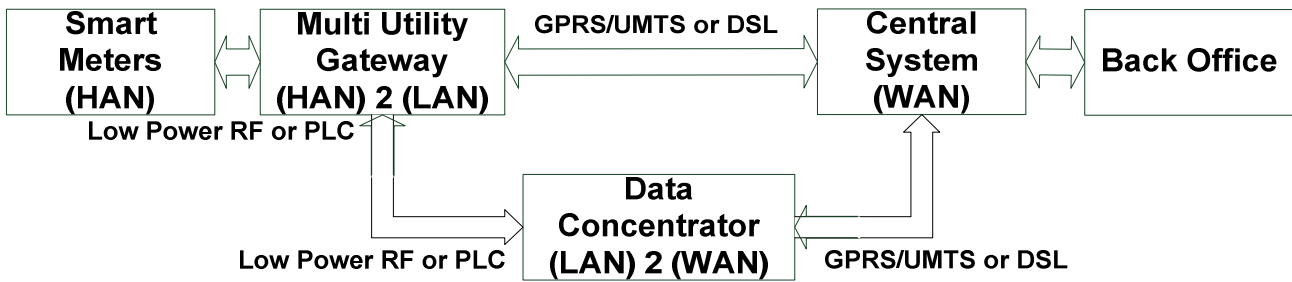 Smart
Meters
(HAN)
Multi Utility
Gateway
(HAN) 2 (LAN)
GPRS/UMTS or DSL
Central
System
(WAN)
Back Office
Low Power RF or PLC
Data
Concentrator
(LAN) 2 (WAN)
Low Power RF or PLC
GPRS/UMTS or DSL